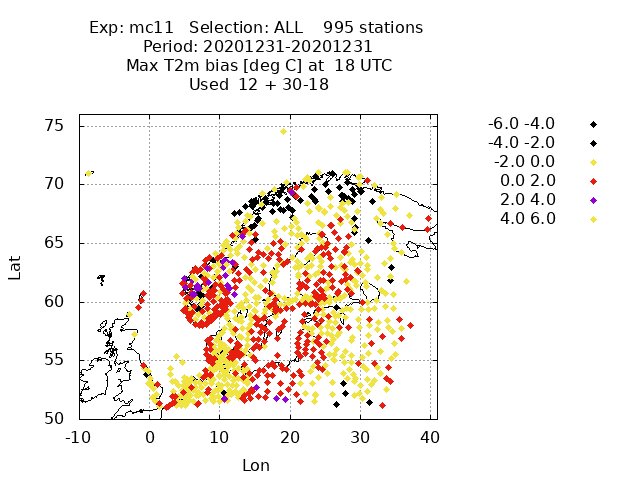 Exp: mc11 Selection: ALL 995 stations
Period: 20201231-20201231
Max T2m bias [deg C] at 18 UTC
Used 12 + 30-18
-6.0 -4.0
-4.0 -2.0
-2.0 0.0
0.0 2.0
2.0 4.0
4.0 6.0
75
70
65
60
55
50
Lat
-10 0 10 20 30 40
Lon